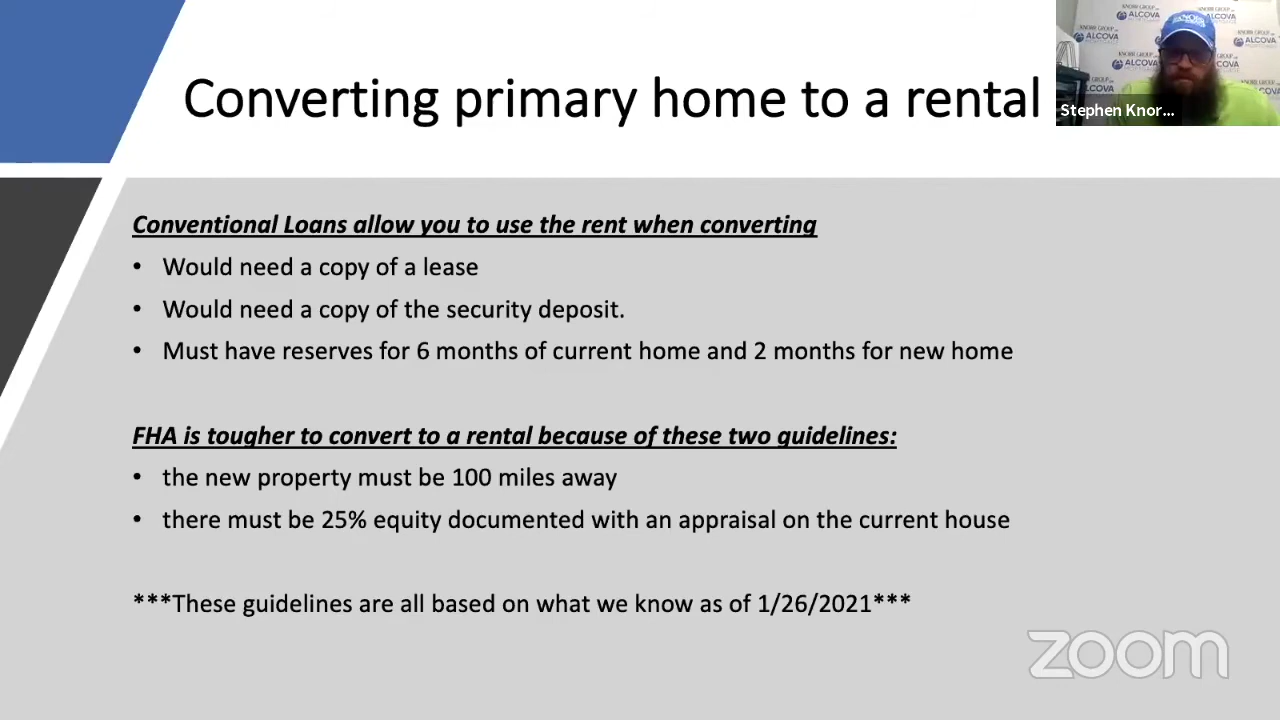 Converting primary home to a rental
KNORR GROUP
ALCOVA
Stephen Knor...
Conventional Loans allow you to use the rent when converting
• Would need a copy of a lease
• Would need a copy of the security deposit.
• Must have reserves for 6 months of current home and 2 months for new home
FHA is tougher to convert to a rental because of these two guidelines:
• the new property must be 100 miles away
• there must be 25% equity documented with an appraisal on the current house
***These guidelines are all based on what we know as of 1/26/2021***
zoom